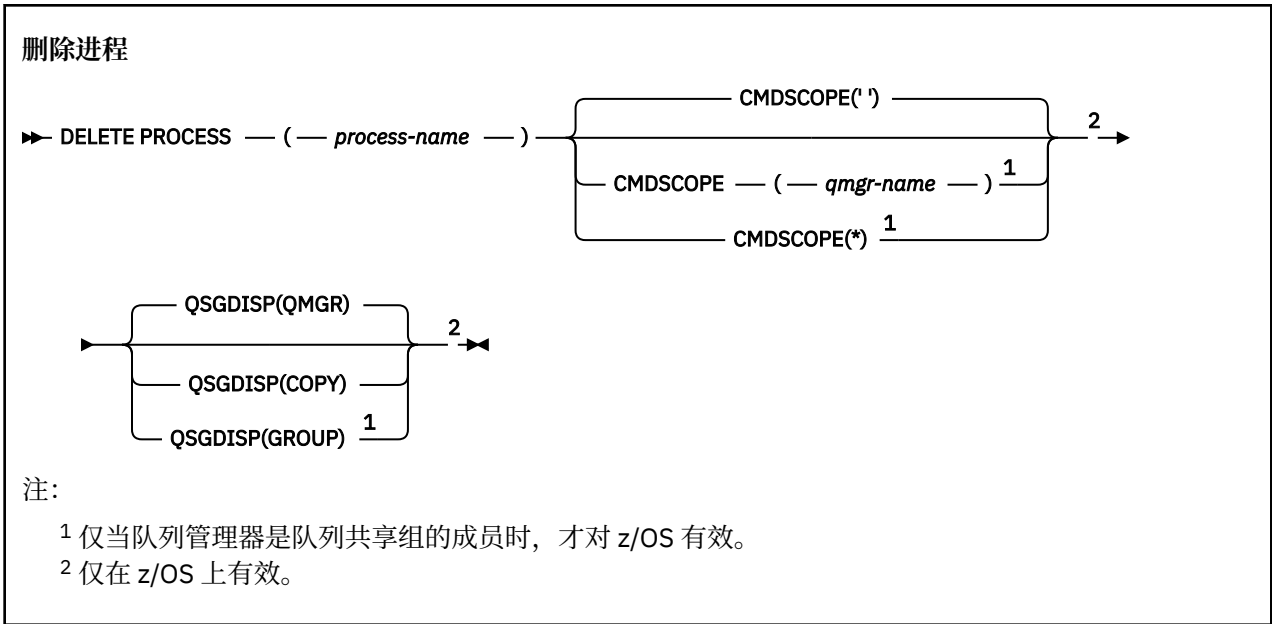 删除进程
CMDSCOPE(' ')
DELETE PROCESS ( process-name ) 2
CMDSCOPE ( qmgr-name ) 1
CMDSCOPE(*) 1
QSGDISP(QMGR)
2
QSGDISP(COPY)
QSGDISP(GROUP) 1
注：
1 仅当队列管理器是队列共享组的成员时，才对 z/OS 有效。
2 仅在 z/OS 上有效。